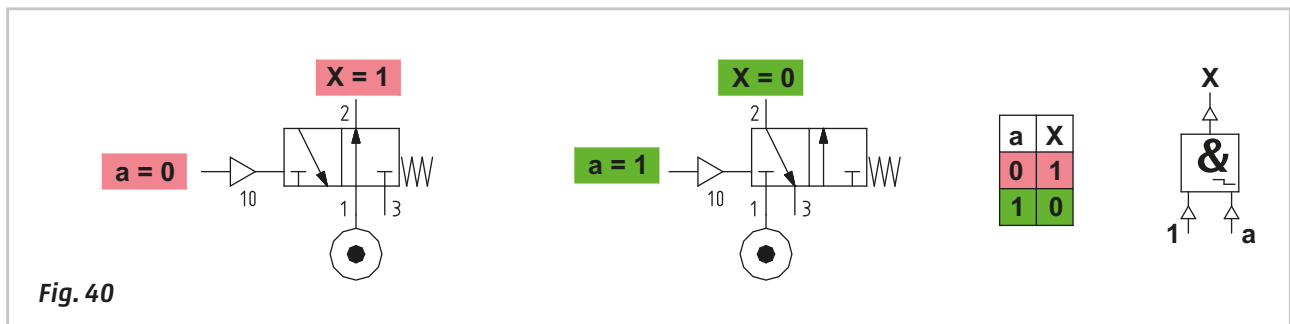 X = 1
2
a = 0
10
1
3
X = 0
2
a = 1
10
1
3
a X
0 1
1 0
X
&
1 a
Fig. 40